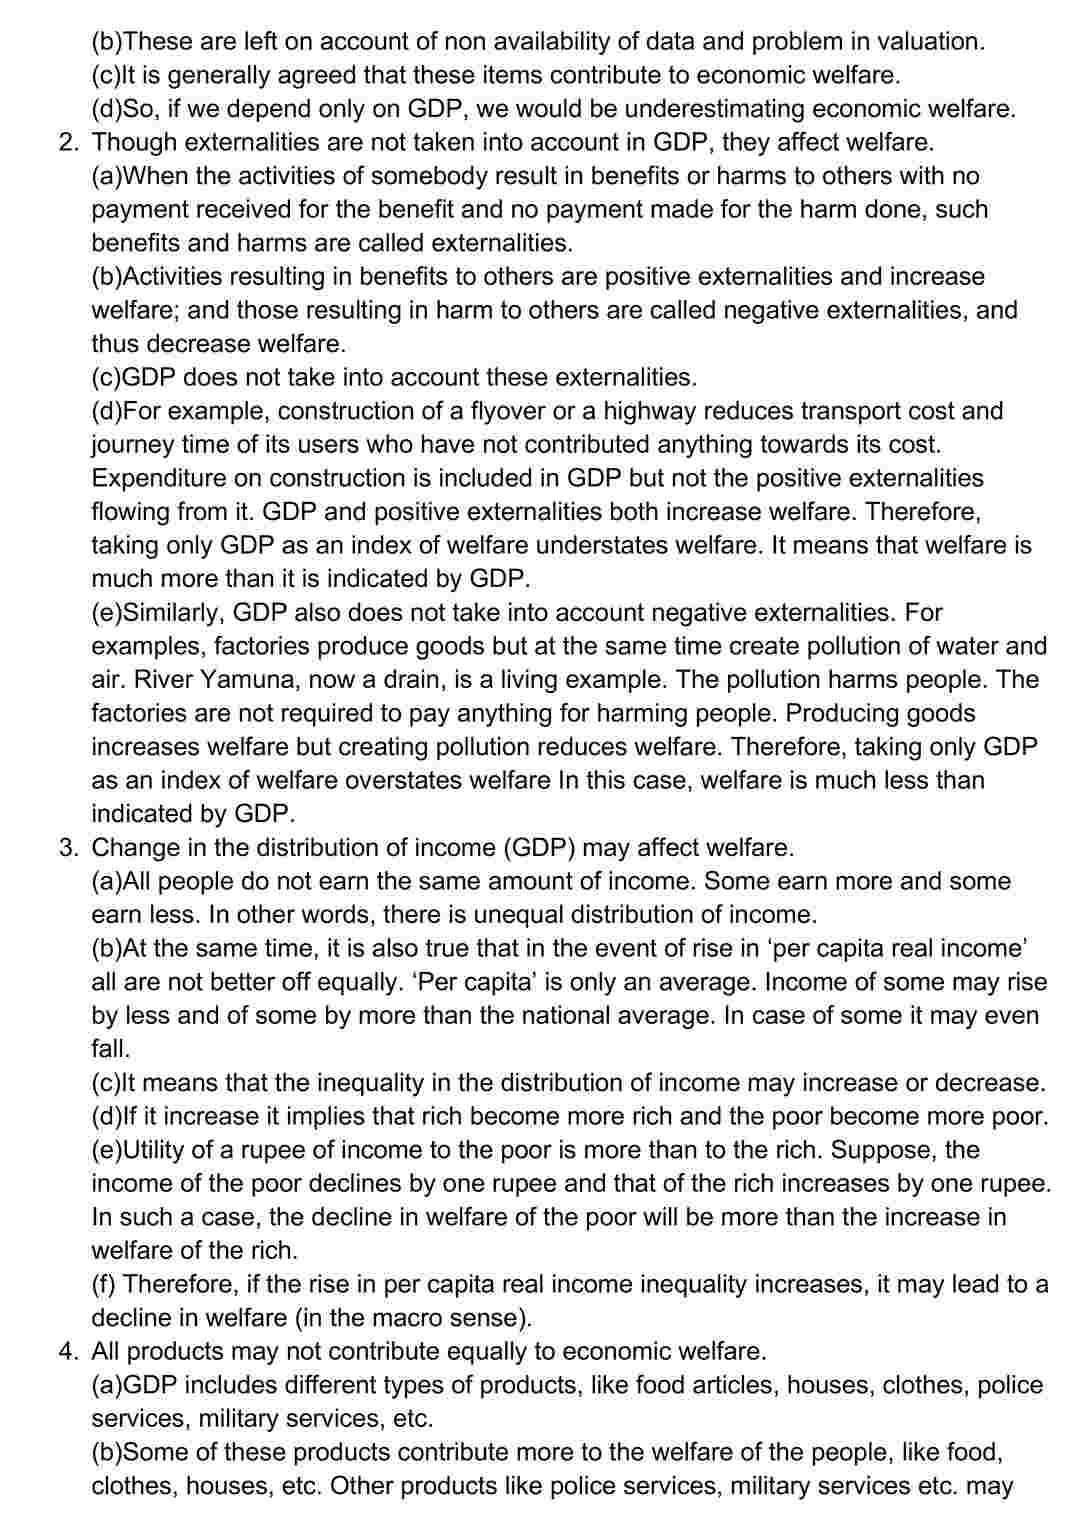 (b)These are left on account of non availability of data and problem in valuation.
(c)It is generally agreed that these items contribute to economic welfare.
(d)So, if we depend only on GDP, we would be underestimating economic welfare.
2. Though externalities are not taken into account in GDP, they affect welfare.
(a)When the activities of somebody result in benefits or harms to others with no
payment received for the benefit and no payment made for the harm done, such
benefits and harms are called externalities.
(b)Activities resulting in benefits to others are positive externalities and increase
welfare; and those resulting in harm to others are called negative externalities, and
thus decrease welfare.
(c)GDP does not take into account these externalities.
(d)For example, construction of a flyover or a highway reduces transport cost and
journey time of its users who have not contributed anything towards its cost.
Expenditure on construction is included in GDP but not the positive externalities
flowing from it. GDP and positive externalities both increase welfare. Therefore,
taking only GDP as an index of welfare understates welfare. It means that welfare is
much more than it is indicated by GDP.
(e)Similarly, GDP also does not take into account negative externalities. For
examples, factories produce goods but at the same time create pollution of water and
air. River Yamuna, now a drain, is a living example. The pollution harms people. The
factories are not required to pay anything for harming people. Producing goods
increases welfare but creating pollution reduces welfare. Therefore, taking only GDP
as an index of welfare overstates welfare In this case, welfare is much less than
indicated by GDP.
3. Change in the distribution of income (GDP) may affect welfare.
(a)All people do not earn the same amount of income. Some earn more and some
earn less. In other words, there is unequal distribution of income.
(b)At the same time, it is also true that in the event of rise in ‘per capita real income’
all are not better off equally. ‘Per capita’ is only an average. Income of some may rise
by less and of some by more than the national average. In case of some it may even
fall.
(c)It means that the inequality in the distribution of income may increase or decrease.
(d)If it increase it implies that rich become more rich and the poor become more poor.
(e)Utility of a rupee of income to the poor is more than to the rich. Suppose, the
income of the poor declines by one rupee and that of the rich increases by one rupee.
In such a case, the decline in welfare of the poor will be more than the increase in
welfare of the rich.
(f) Therefore, if the rise in per capita real income inequality increases, it may lead to a
decline in welfare (in the macro sense).
4. All products may not contribute equally to economic welfare.
(a)GDP includes different types of products, like food articles, houses, clothes, police
services, military services, etc.
(b)Some of these products contribute more to the welfare of the people, like food,
clothes, houses, etc. Other products like police services, military services etc. may